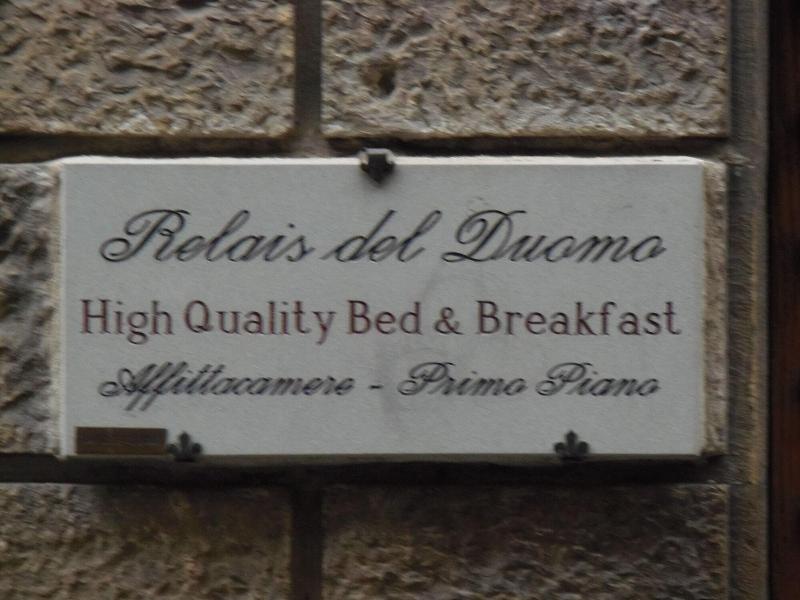 Relais del Duomo
High Quality Bed & Breakfast
Affittacamere - Primo Piano